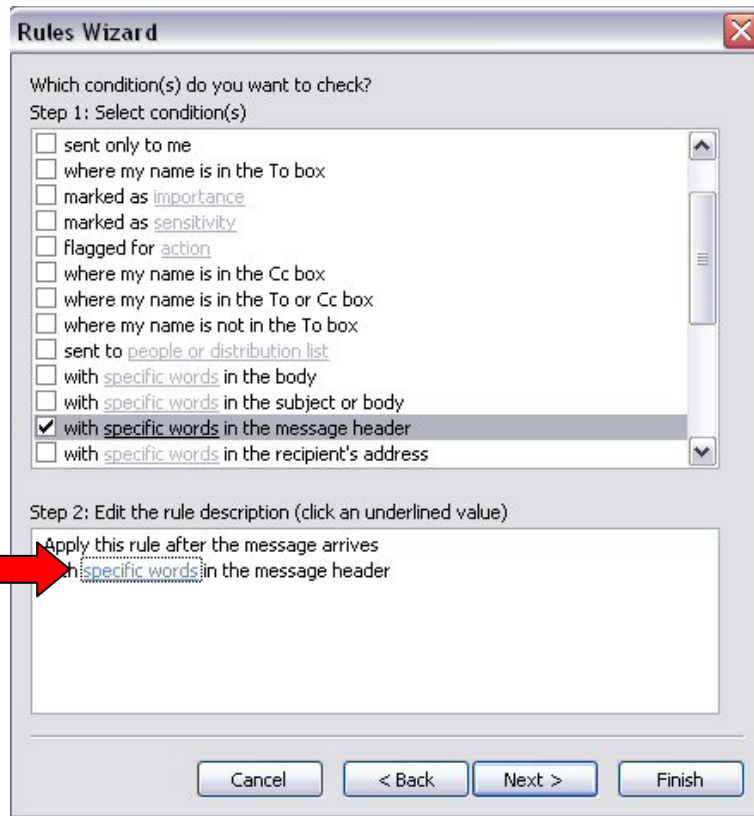 Rules Wizard
Which condition(s) do you want to check?
Step 1: Select condition(s)
sent only to me
where my name is in the To box
marked as importance
marked as sensitivity
flagged for action
where my name is in the Cc box
where my name is in the To or Cc box
where my name is not in the To box
sent to people or distribution list
with specific words in the body
with specific words in the subject or body
with specific words in the message header
with specific words in the recipient's address
Step 2: Edit the rule description (click an underlined value)
Apply this rule after the message arrives
h specific words in the message header
Cancel
< Back
Next >
Finish